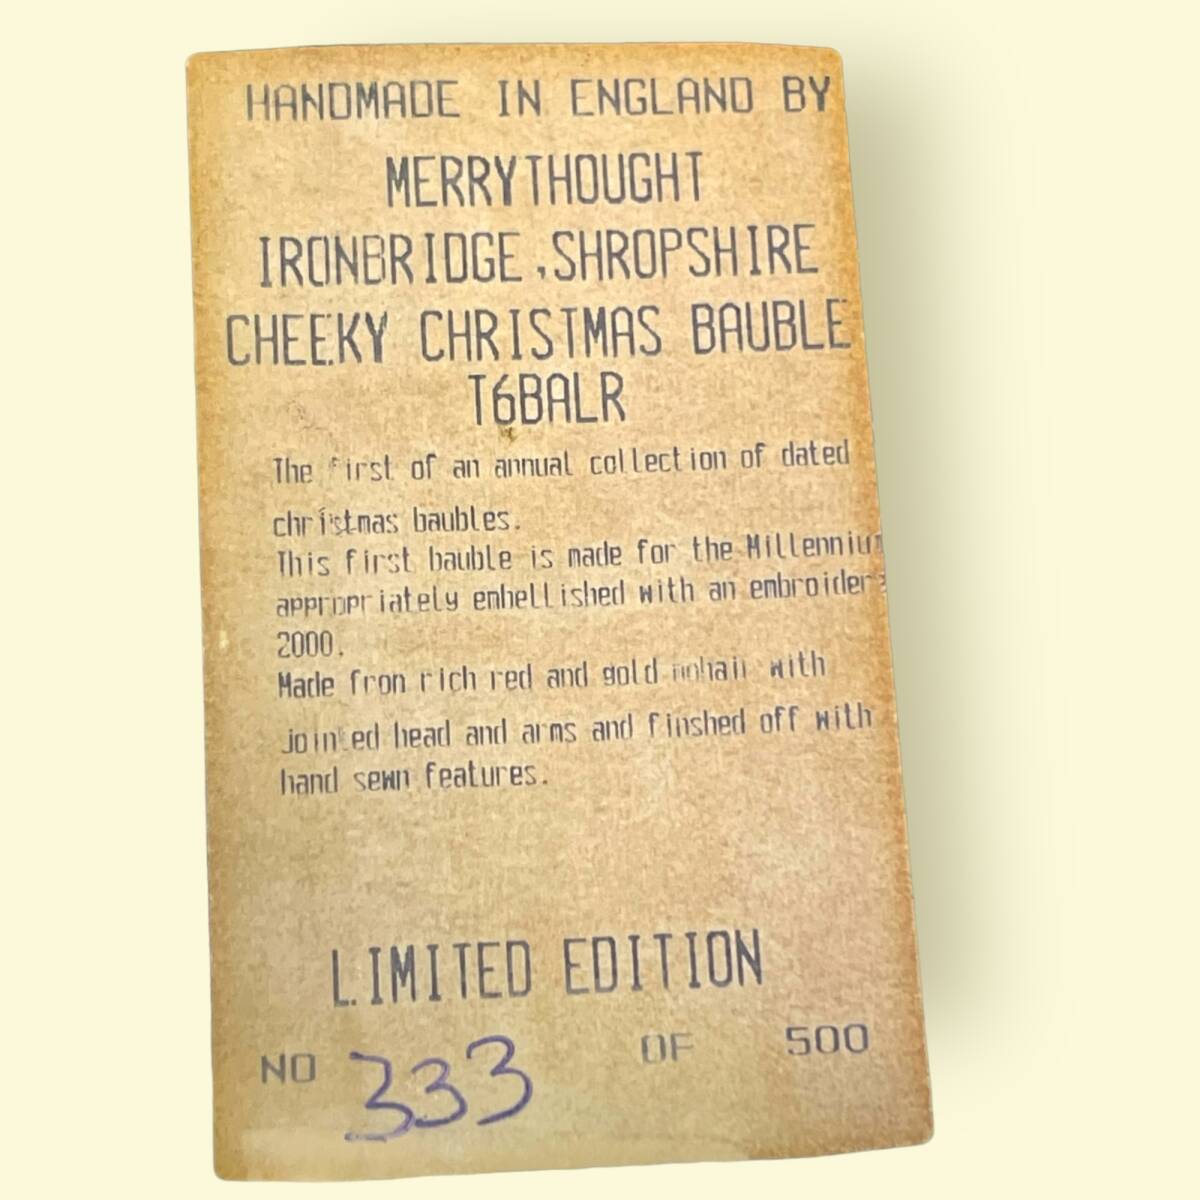 HANDMADE IN ENGLAND BY
MERRYTHOUGHT
IRONBRIDGE ,SHROPSHIRE
CHEEKY CHRISTMAS BAUBLE
T6BALR
The first of an annual collection of dated
christmas baubles.
This first bauble is made for the Millennium
appropriately embellished with an embroidere
2000.
Made from rich red and gold mohair with
jointed head and arms and finshed off with
hand sewn features.
LIMITED EDITION
NO 333 OF 500